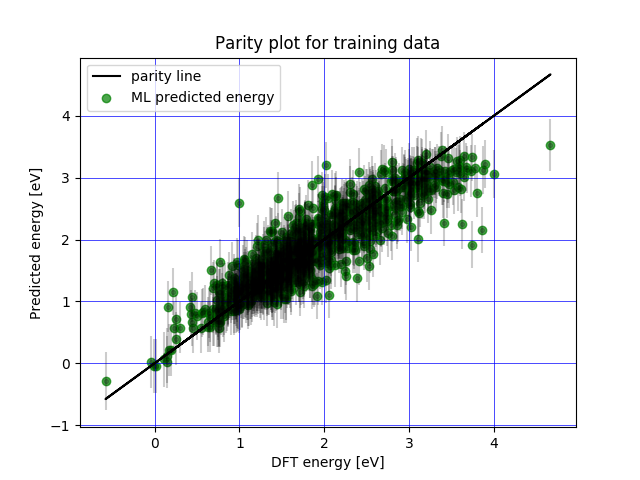 Parity plot for training data
parity line
ML predicted energy
Predicted energy [eV]
4
3
2
1
0
−1
0
1
2
3
4
DFT energy [eV]